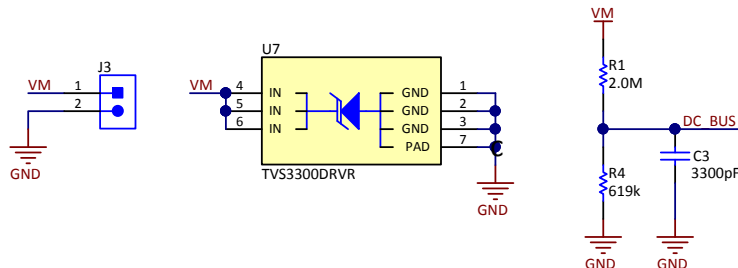 J3
VM
1
2
GND
U7
VM
4
IN
GND
1
5
IN
GND
2
6
IN
GND
3
PAD
7
TVS3300DRVR
GND
VM
R1
2.0M
DC_BUS
R4
619k
C3
3300pF
GND
GND